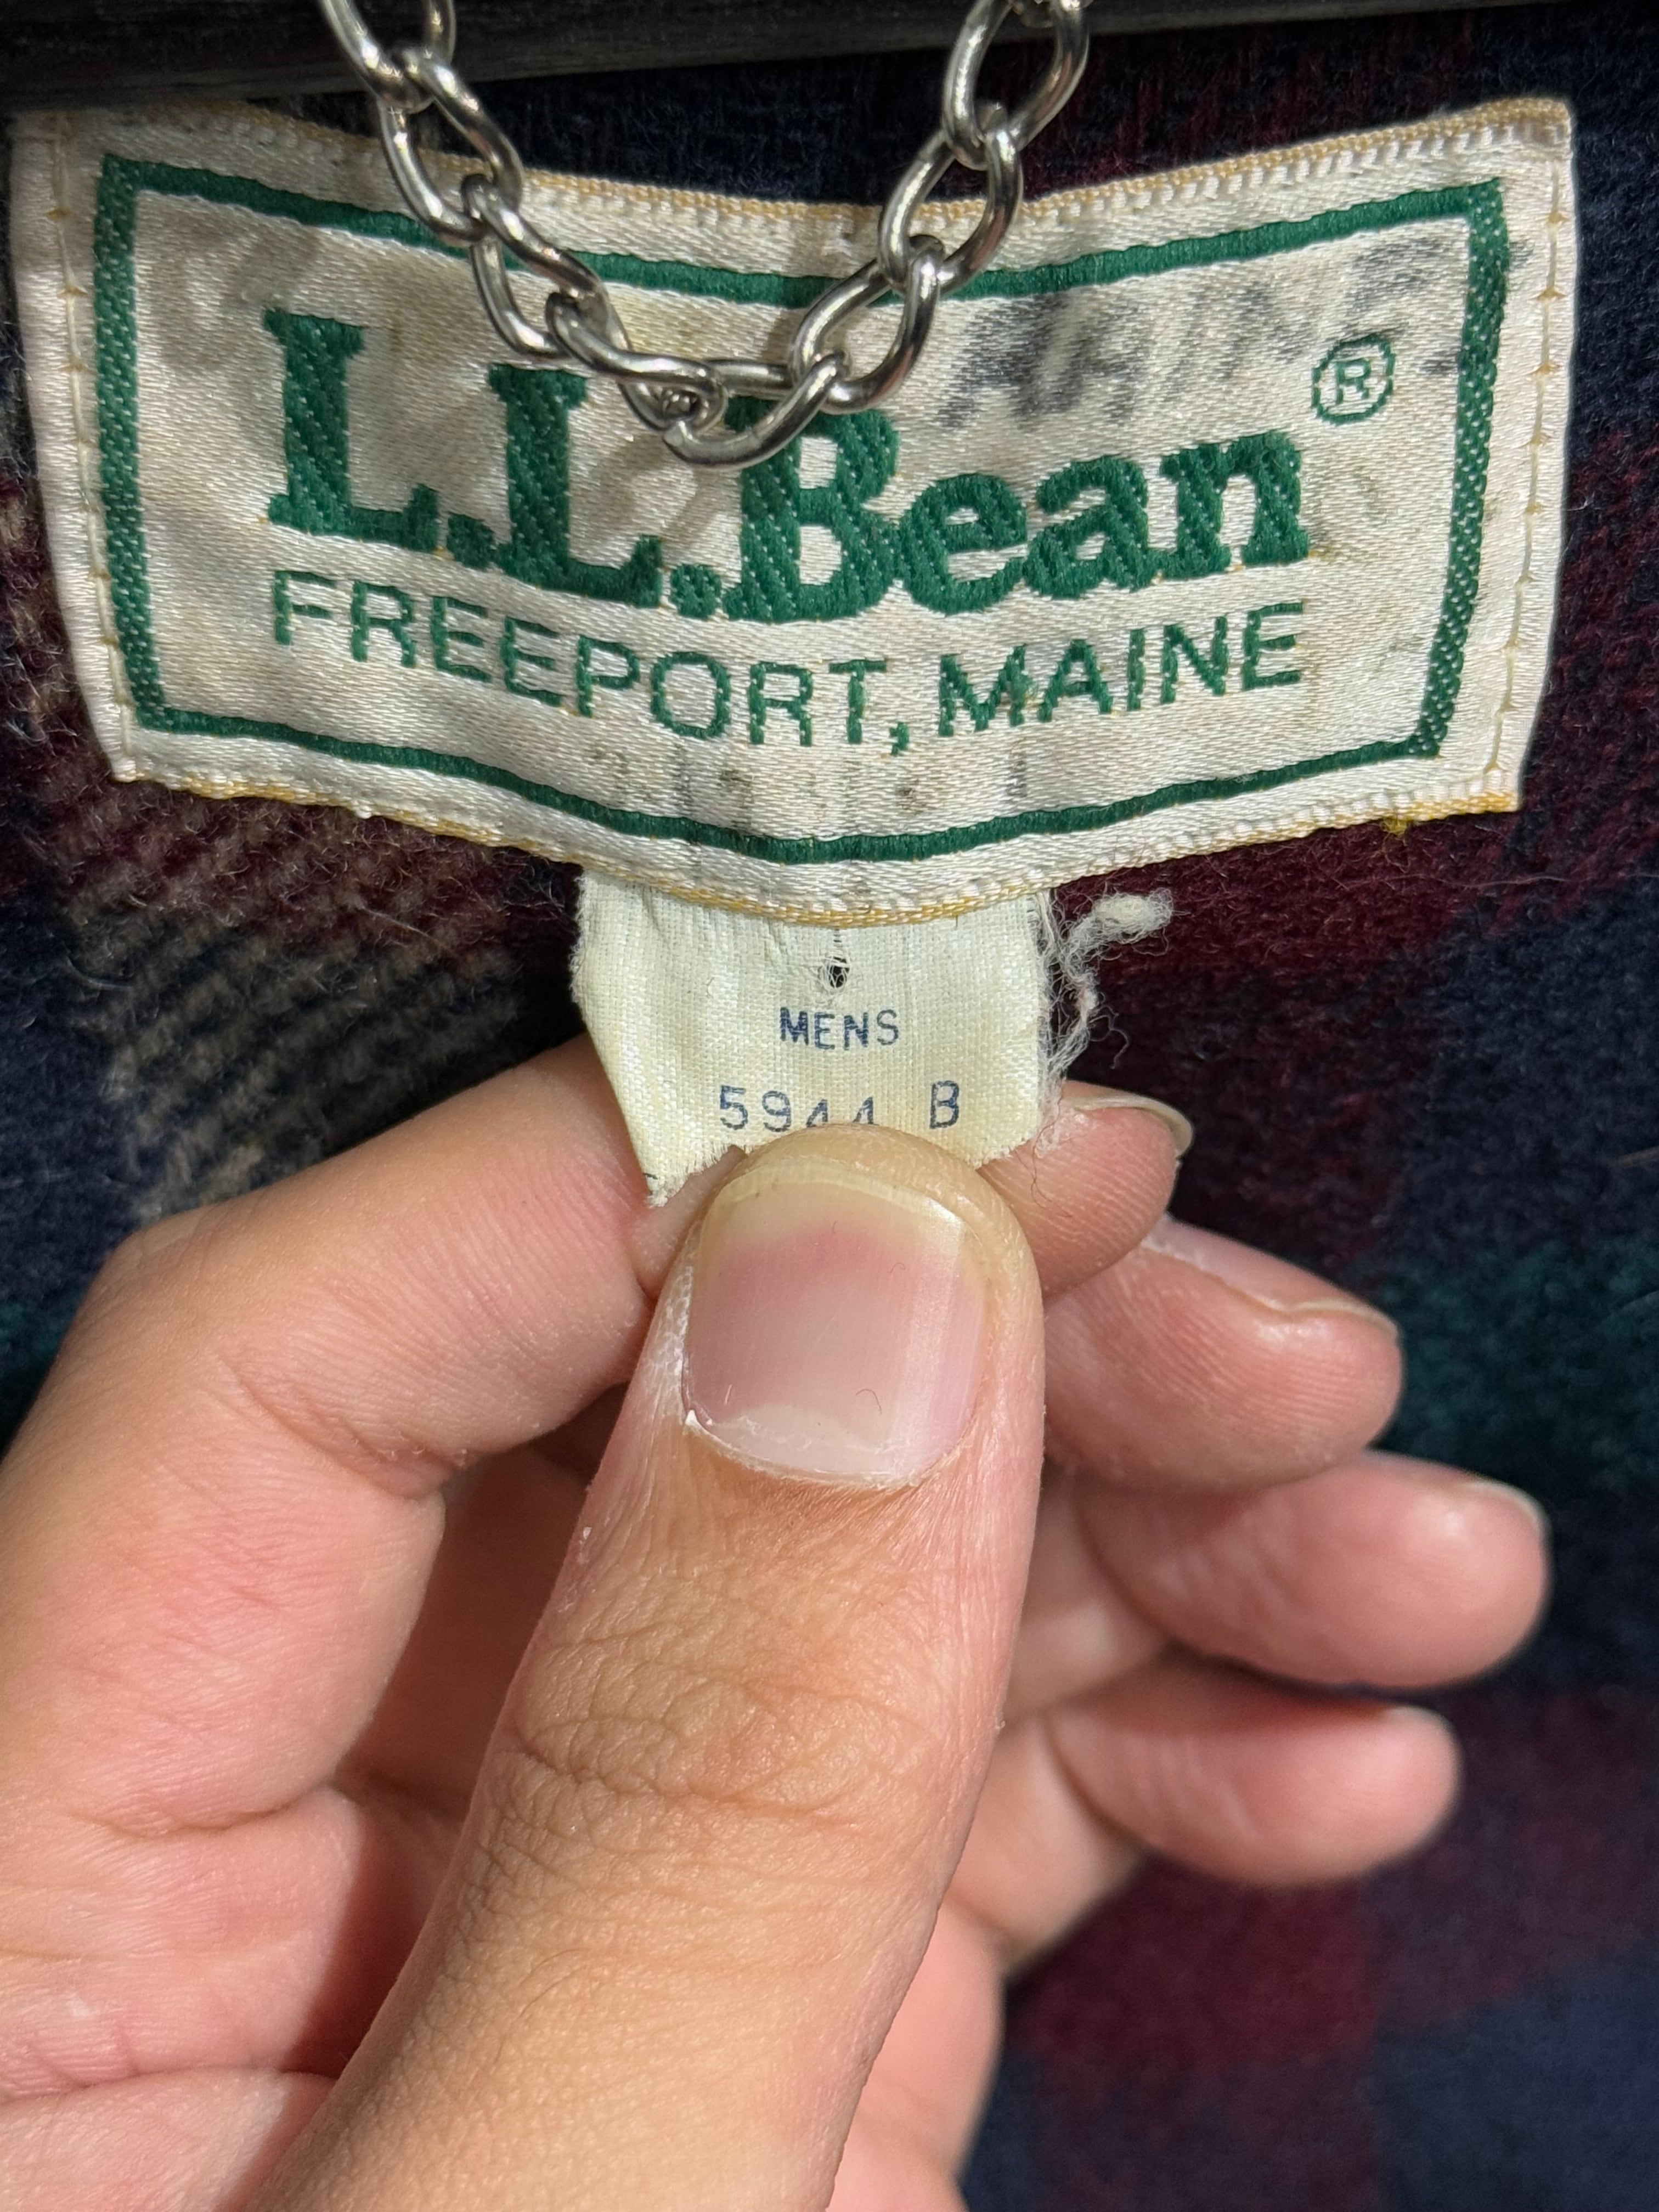 L.L.Bean®
FREEPORT, MAINE
MENS
5944 B